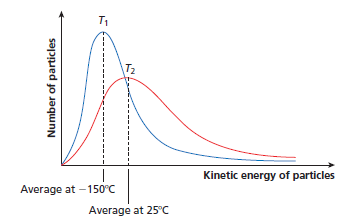 T1
T2
Number of particles
Kinetic energy of particles
Average at −150°C
Average at 25°C